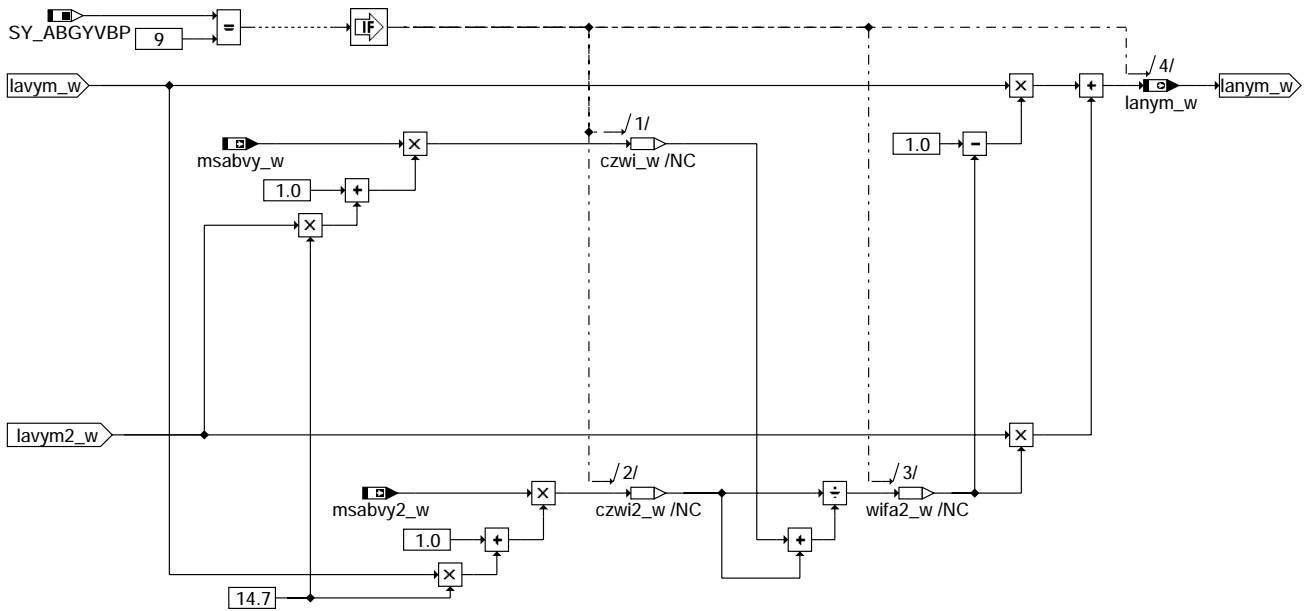 SY_ABGYVBP
9
=
IF
lavym_w
×
+
/4/
lanym_w
lanym_w
msabvy_w
×
/1/
czwi_w /NC
1.0
-
1.0
+
×
lavym2_w
×
msabvy2_w
×
/2/
czwi2_w /NC
÷
/3/
wifa2_w /NC
1.0
+
+
×
14.7